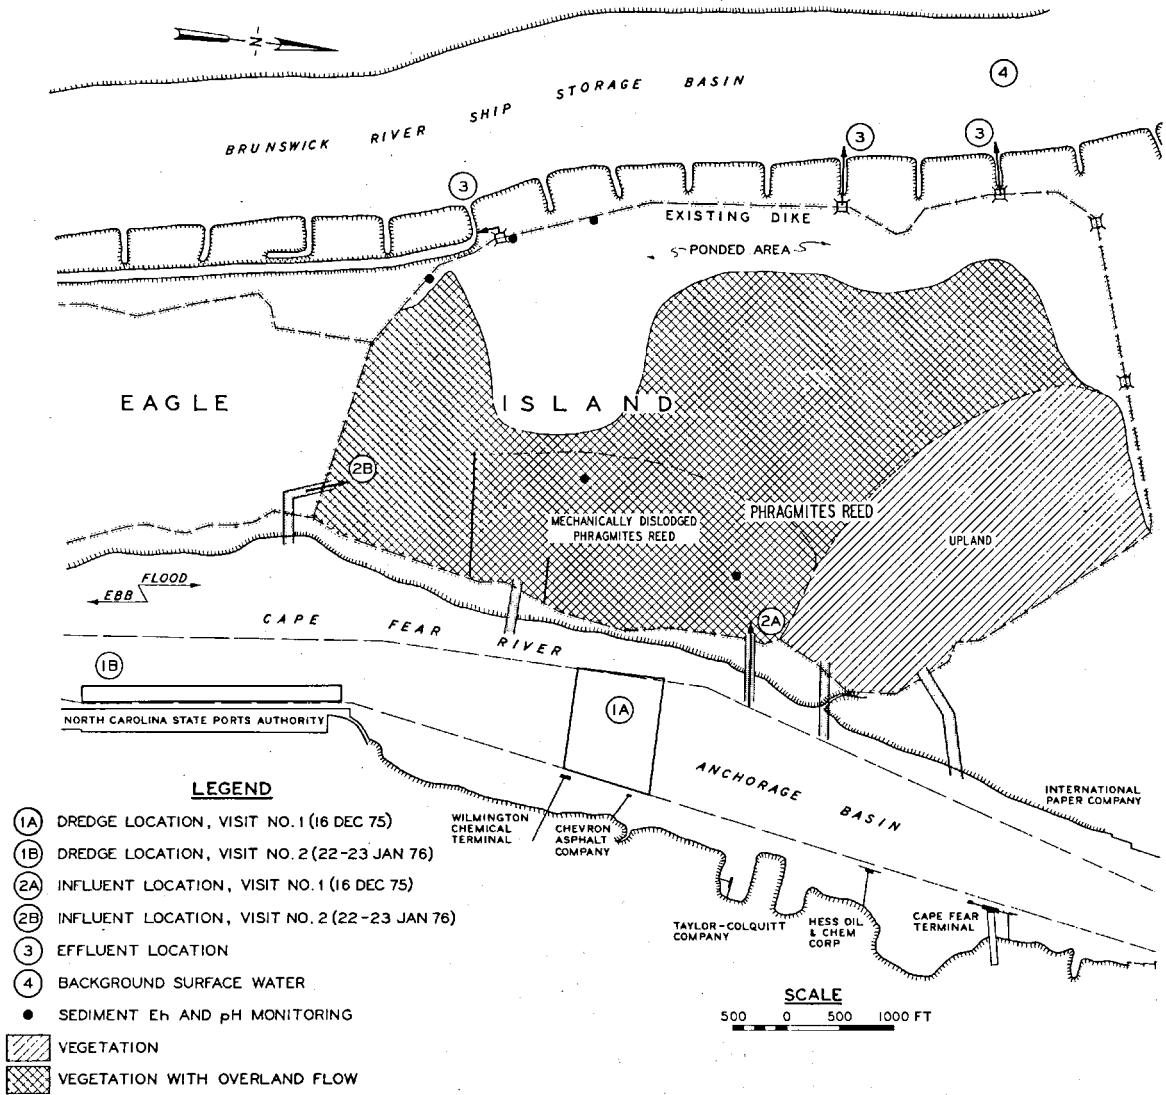 N
4
BRUNSWICK RIVER SHIP STORAGE BASIN
3
3
3
EXISTING DIKE
PONDED AREA
EAGLE ISLAND
2B
MECHANICALLY DISLODGED
PHRAGMITES REED
PHRAGMITES REED
UPLAND
FLOOD
EBB
2A
CAPE FEAR RIVER
1B
1A
NORTH CAROLINA STATE PORTS AUTHORITY
ANCHORAGE BASIN
INTERNATIONAL
PAPER COMPANY
WILMINGTON
CHEMICAL
TERMINAL
CHEVRON
ASPHALT
COMPANY
TAYLOR-COLQUITT
COMPANY
HESS OIL
& CHEM
CORP
CAPE FEAR
TERMINAL
LEGEND
1A DREDGE LOCATION, VISIT NO. 1 (16 DEC 75)
1B DREDGE LOCATION, VISIT NO. 2 (22-23 JAN 76)
2A INFLUENT LOCATION, VISIT NO. 1 (16 DEC 75)
2B INFLUENT LOCATION, VISIT NO. 2 (22-23 JAN 76)
3 EFFLUENT LOCATION
4 BACKGROUND SURFACE WATER
SEDIMENT Eh AND pH MONITORING
VEGETATION
VEGETATION WITH OVERLAND FLOW
SCALE
500 0 500 1000 FT